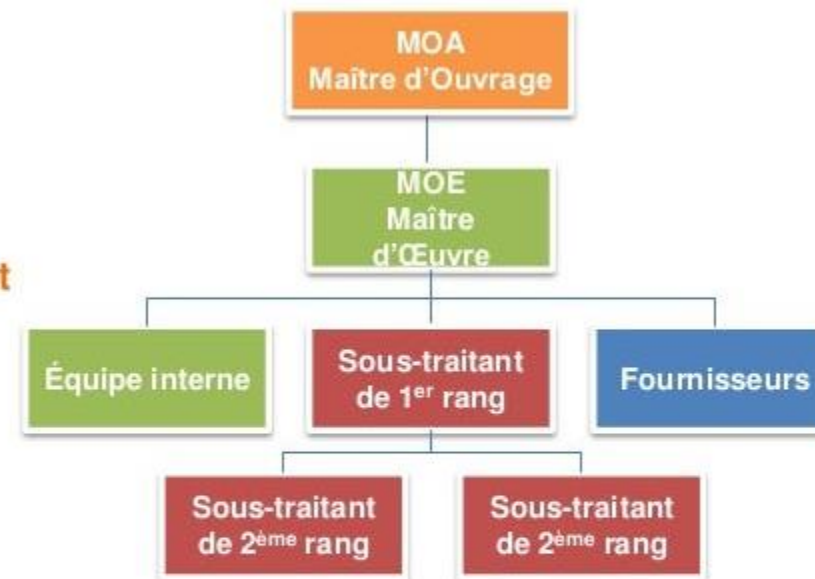 MOA
Maître d'Ouvrage
MOE
Maître
d'Œuvre
t
Équipe interne
Sous-traitant
de 1er rang
Fournisseurs
Sous-traitant
de 2ème rang
Sous-traitant
de 2ème rang